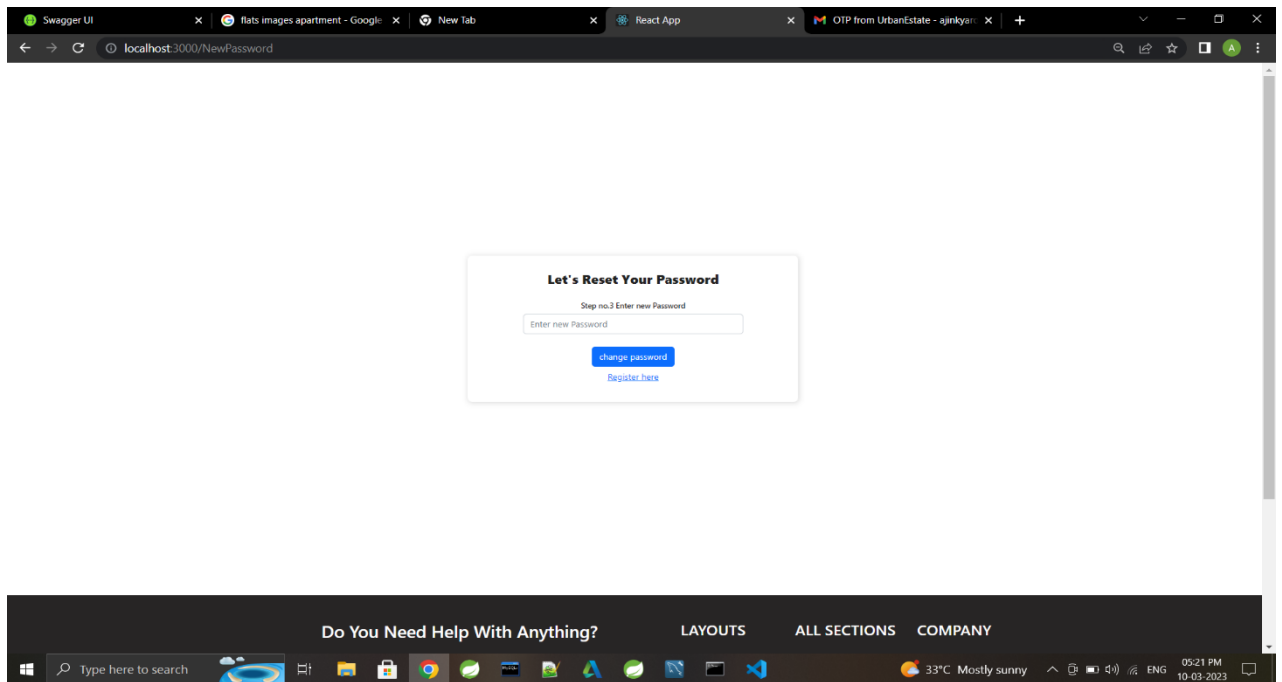 Swagger UI
flats images apartment - Google
New Tab
React App
OTP from UrbanEstate - ajinkyar
localhost:3000/NewPassword
A
Let's Reset Your Password
Step no.3 Enter new Password
Enter new Password
change password
Register here
Do You Need Help With Anything?
LAYOUTS
ALL SECTIONS
COMPANY
Type here to search
33°C Mostly sunny
ENG
05:21 PM
10-03-2023